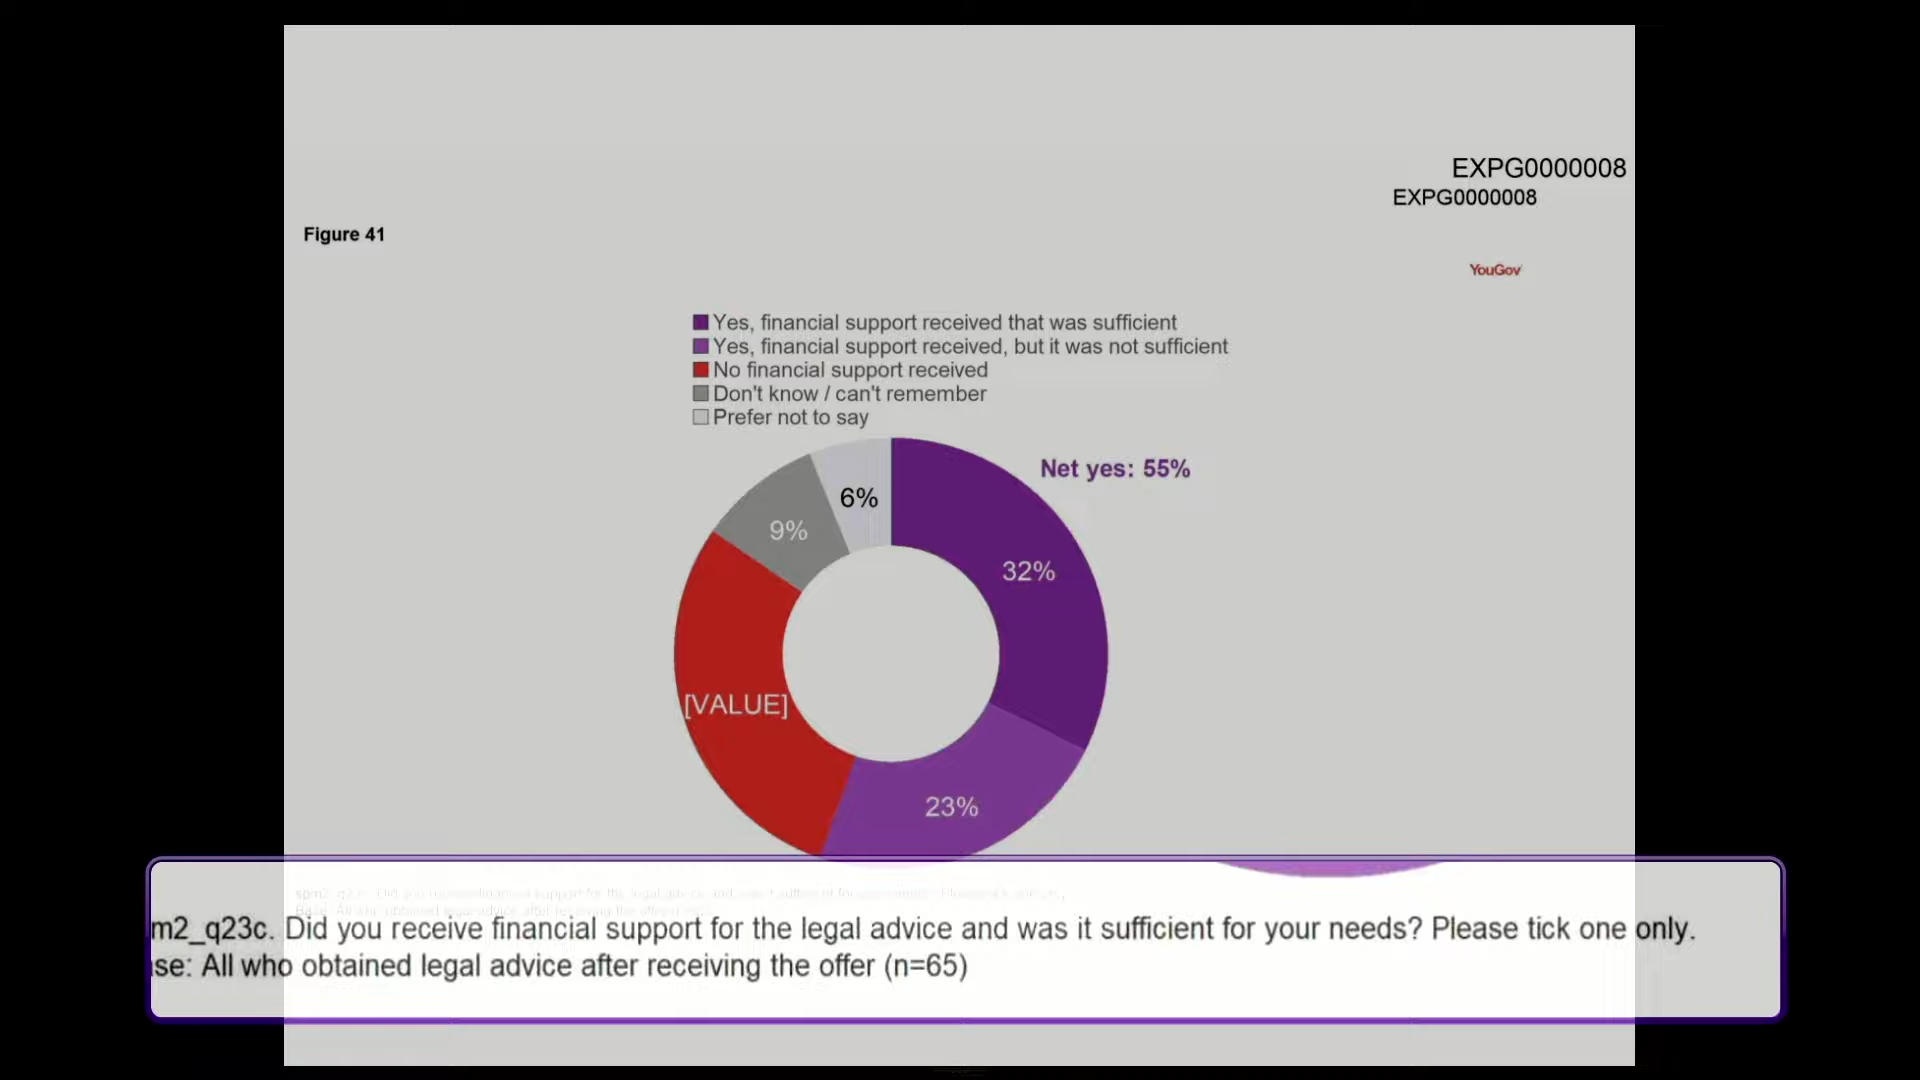 EXPG0000008
EXPG0000008
Figure 41
YouGov
Yes, financial support received that was sufficient
Yes, financial support received, but it was not sufficient
No financial support received
Don't know / can't remember
Prefer not to say
Net yes: 55%
6%
9%
32%
[VALUE]
23%
m2_q23c. Did you receive financial support for the legal advice and was it sufficient for your needs? Please tick one only.
se: All who obtained legal advice after receiving the offer (n=65)